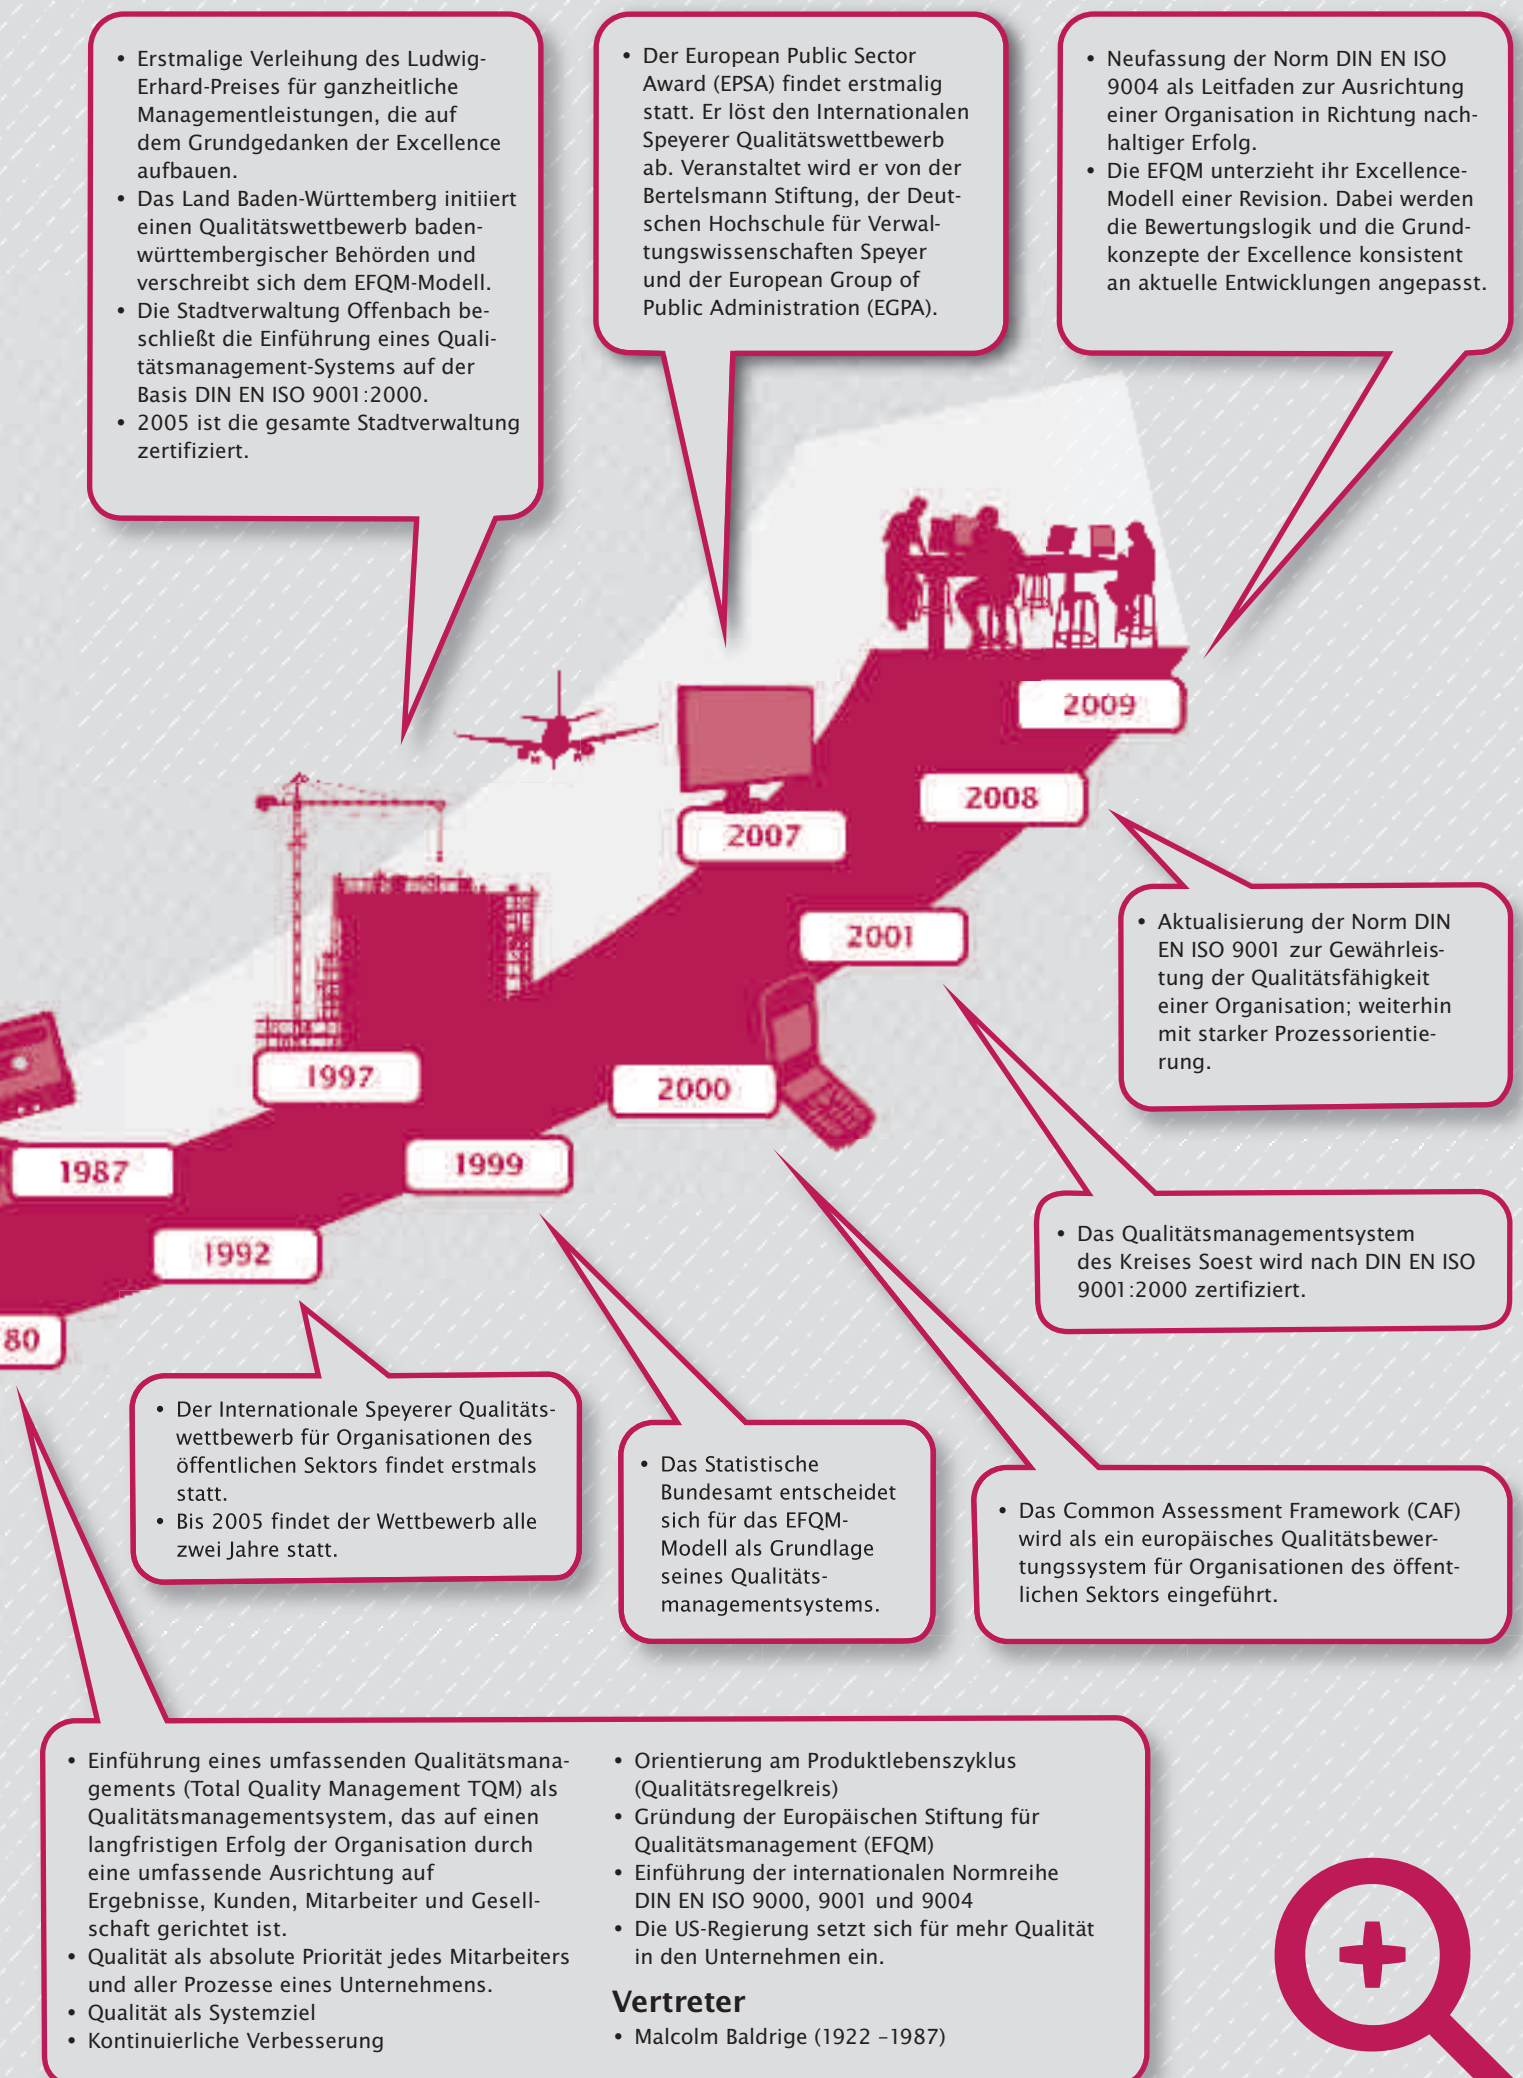 • Erstmalige Verleihung des Ludwig-
Erhard-Preises für ganzheitliche
Managementleistungen, die auf
dem Grundgedanken der Excellence
aufbauen.
• Das Land Baden-Württemberg initiiert
einen Qualitätswettbewerb baden-
württembergischer Behörden und
verschreibt sich dem EFQM-Modell.
• Die Stadtverwaltung Offenbach be-
schließt die Einführung eines Quali-
tätsmanagement-Systems auf der
Basis DIN EN ISO 9001:2000.
• 2005 ist die gesamte Stadtverwaltung
zertifiziert.
• Der European Public Sector
Award (EPSA) findet erstmalig
statt. Er löst den Internationalen
Speyerer Qualitätswettbewerb
ab. Veranstaltet wird er von der
Bertelsmann Stiftung, der Deut-
schen Hochschule für Verwal-
tungswissenschaften Speyer
und der European Group of
Public Administration (EGPA).
• Neufassung der Norm DIN EN ISO
9004 als Leitfaden zur Ausrichtung
einer Organisation in Richtung nach-
haltiger Erfolg.
• Die EFQM unterzieht ihr Excellence-
Modell einer Revision. Dabei werden
die Bewertungslogik und die Grund-
konzepte der Excellence konsistent
an aktuelle Entwicklungen angepasst.
2009
2008
2007
2001
1997
2000
1999
1987
1992
80
• Aktualisierung der Norm DIN
EN ISO 9001 zur Gewährleis-
tung der Qualitätsfähigkeit
einer Organisation; weiterhin
mit starker Prozessorientie-
rung.
• Das Qualitätsmanagementsystem
des Kreises Soest wird nach DIN EN ISO
9001:2000 zertifiziert.
• Der Internationale Speyerer Qualitäts-
wettbewerb für Organisationen des
öffentlichen Sektors findet erstmals
statt.
• Bis 2005 findet der Wettbewerb alle
zwei Jahre statt.
• Das Statistische
Bundesamt entscheidet
sich für das EFQM-
Modell als Grundlage
seines Qualitäts-
managementsystems.
• Das Common Assessment Framework (CAF)
wird als ein europäisches Qualitätsbewer-
tungssystem für Organisationen des öffent-
lichen Sektors eingeführt.
• Einführung eines umfassenden Qualitätsmana-
gements (Total Quality Management TQM) als
Qualitätsmanagementsystem, das auf einen
langfristigen Erfolg der Organisation durch
eine umfassende Ausrichtung auf
Ergebnisse, Kunden, Mitarbeiter und Gesell-
schaft gerichtet ist.
• Qualität als absolute Priorität jedes Mitarbeiters
und aller Prozesse eines Unternehmens.
• Qualität als Systemziel
• Kontinuierliche Verbesserung
• Orientierung am Produktlebenszyklus
(Qualitätsregelkreis)
• Gründung der Europäischen Stiftung für
Qualitätsmanagement (EFQM)
• Einführung der internationalen Normreihe
DIN EN ISO 9000, 9001 und 9004
• Die US-Regierung setzt sich für mehr Qualität
in den Unternehmen ein.
Vertreter
• Malcolm Baldrige (1922 –1987)